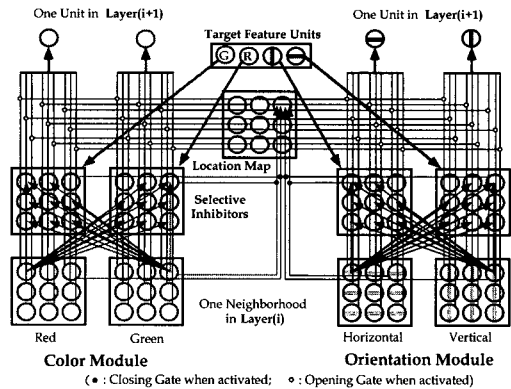 One Unit in Layer(i+1)
Target Feature Units
One Unit in Layer(i+1)
G R
Location Map
Selective
Inhibitors
One Neighborhood
in Layer(i)
Red Green Horizontal Vertical
Color Module Orientation Module
( • : Closing Gate when activated; ° : Opening Gate when activated)